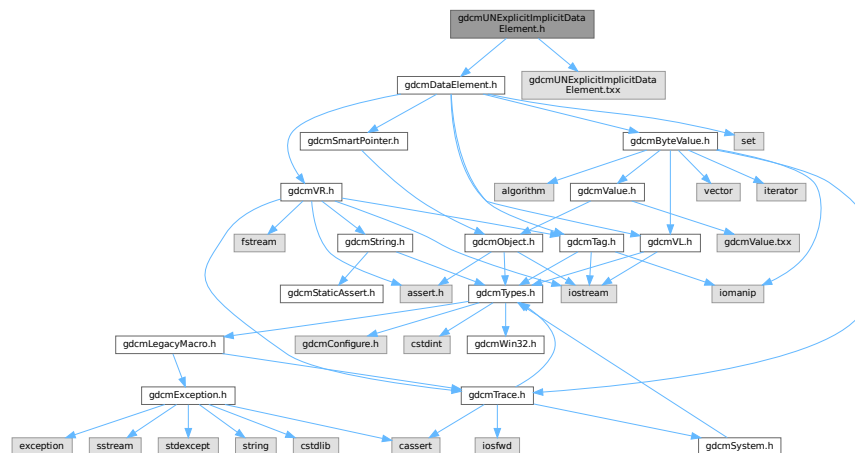 gdcmUNExplicitImplicitData
Element.h
gdcmDataElement.h
gdcmUNExplicitImplicitData
Element.txx
gdcmSmartPointer.h
gdcmByteValue.h
set
gdcmVR.h
algorithm
gdcmValue.h
vector
iterator
fstream
gdcmString.h
gdcmObject.h
gdcmTag.h
gdcmVL.h
gdcmValue.txx
gdcmStaticAssert.h
assert.h
gdcmTypes.h
iostream
iomanip
gdcmLegacyMacro.h
gdcmConfigure.h
cstdint
gdcmWin32.h
gdcmException.h
gdcmTrace.h
exception
sstream
stdexcept
string
cstdlib
cassert
iosfwd
gdcmSystem.h